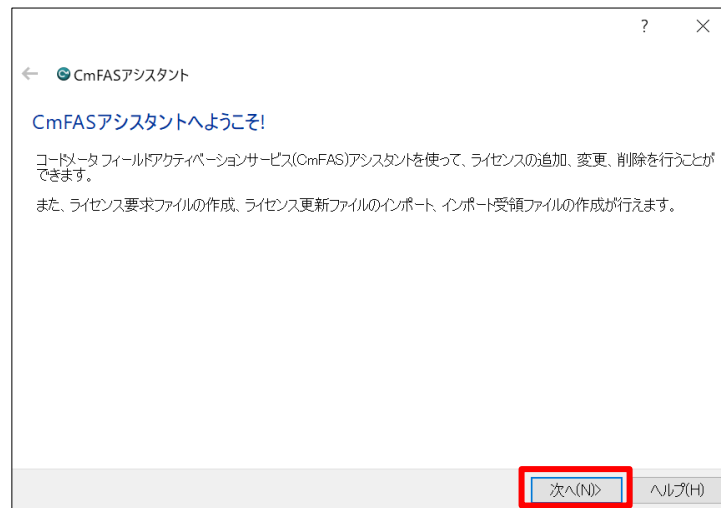 ?
CmFASアシスタント
CmFASアシスタントへようこそ!
コードメータ フィールドアクティベーションサービス(CmFAS)アシスタントを使って、ライセンスの追加、変更、削除を行うことが
できます。
また、ライセンス要求ファイルの作成、ライセンス更新ファイルのインポート、インポート受領ファイルの作成が行えます。
次へ(N)>
ヘルプ(H)